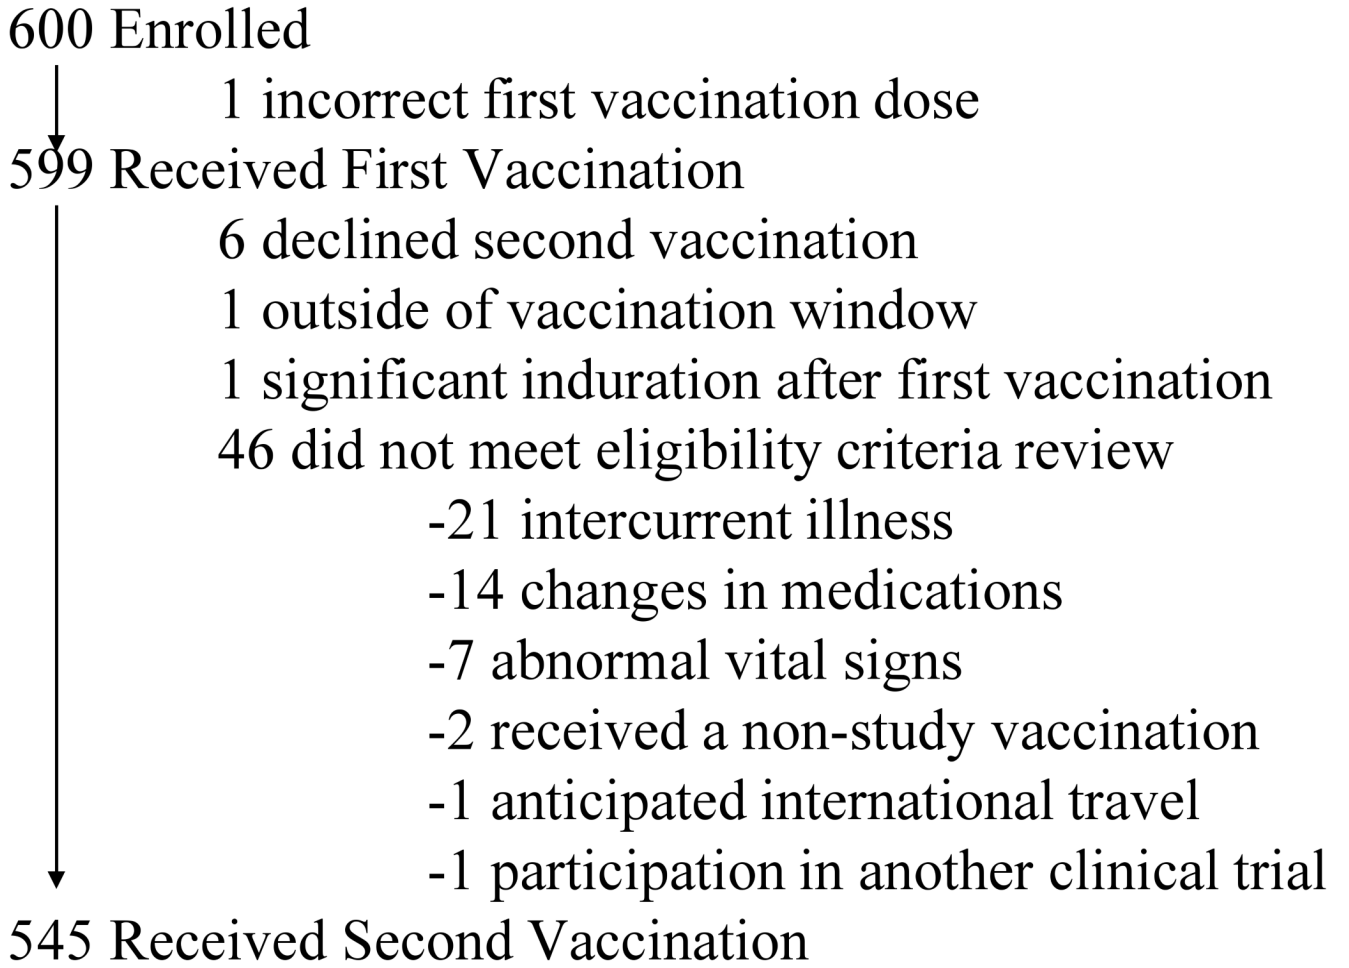 600 Enrolled
1 incorrect first vaccination dose
599 Received First Vaccination
6 declined second vaccination
1 outside of vaccination window
1 significant induration after first vaccination
46 did not meet eligibility criteria review
-21 intercurrent illness
-14 changes in medications
-7 abnormal vital signs
-2 received a non-study vaccination
-1 anticipated international travel
-1 participation in another clinical trial
545 Received Second Vaccination